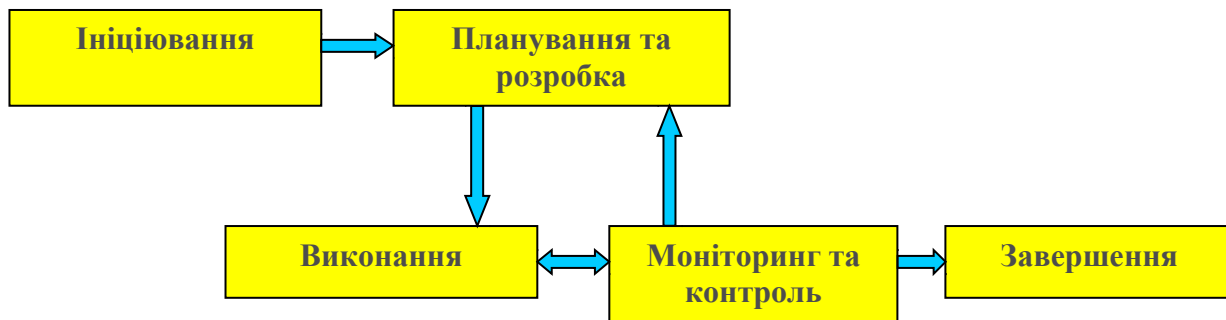 Ініціювання
Планування та
розробка
Виконання
Моніторинг та
контроль
Завершення